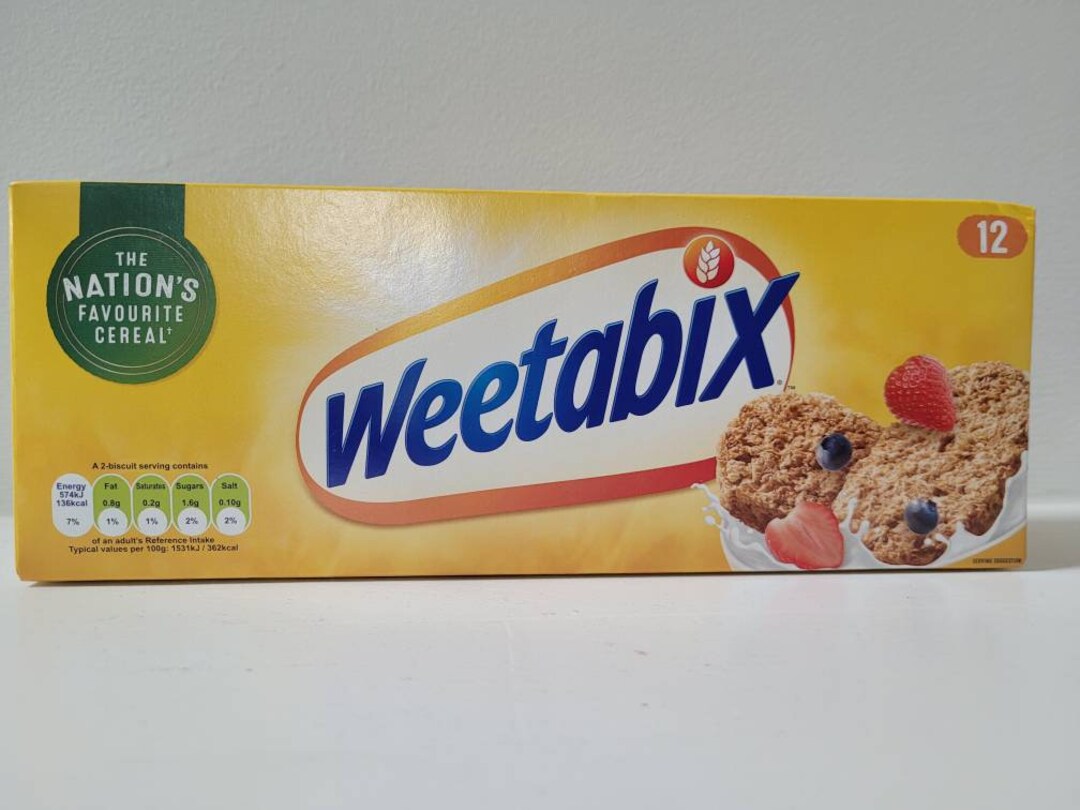 THE
NATION'S
FAVOURITE
CEREAL†
12
Weetabix
A 2-biscuit serving contains
Energy Fat Saturates Sugars Salt
574kJ
136kcal 0.8g 0.2g 1.6g 0.10g
7% 1% 1% 2% 2%
of an adult's Reference Intake
Typical values per 100g: 1531kJ / 362kcal
SERVING SUGGESTION